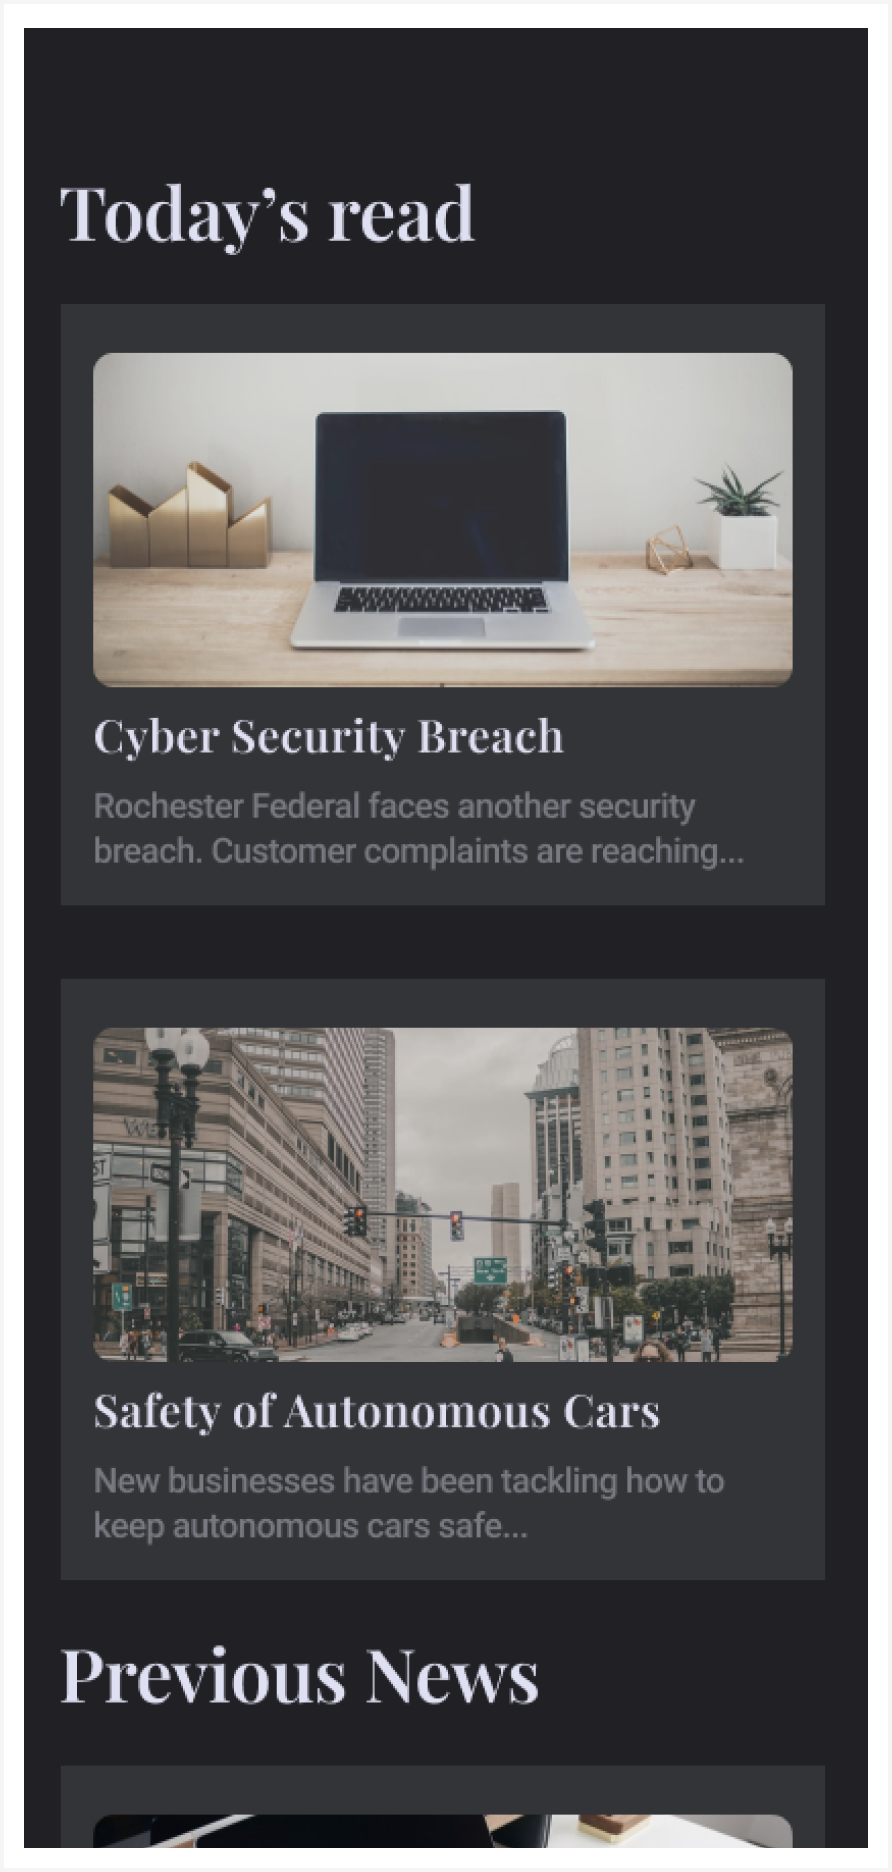 Today’s read
Cyber Security Breach
Rochester Federal faces another security
breach. Customer complaints are reaching...
Safety of Autonomous Cars
New businesses have been tackling how to
keep autonomous cars safe...
Previous News